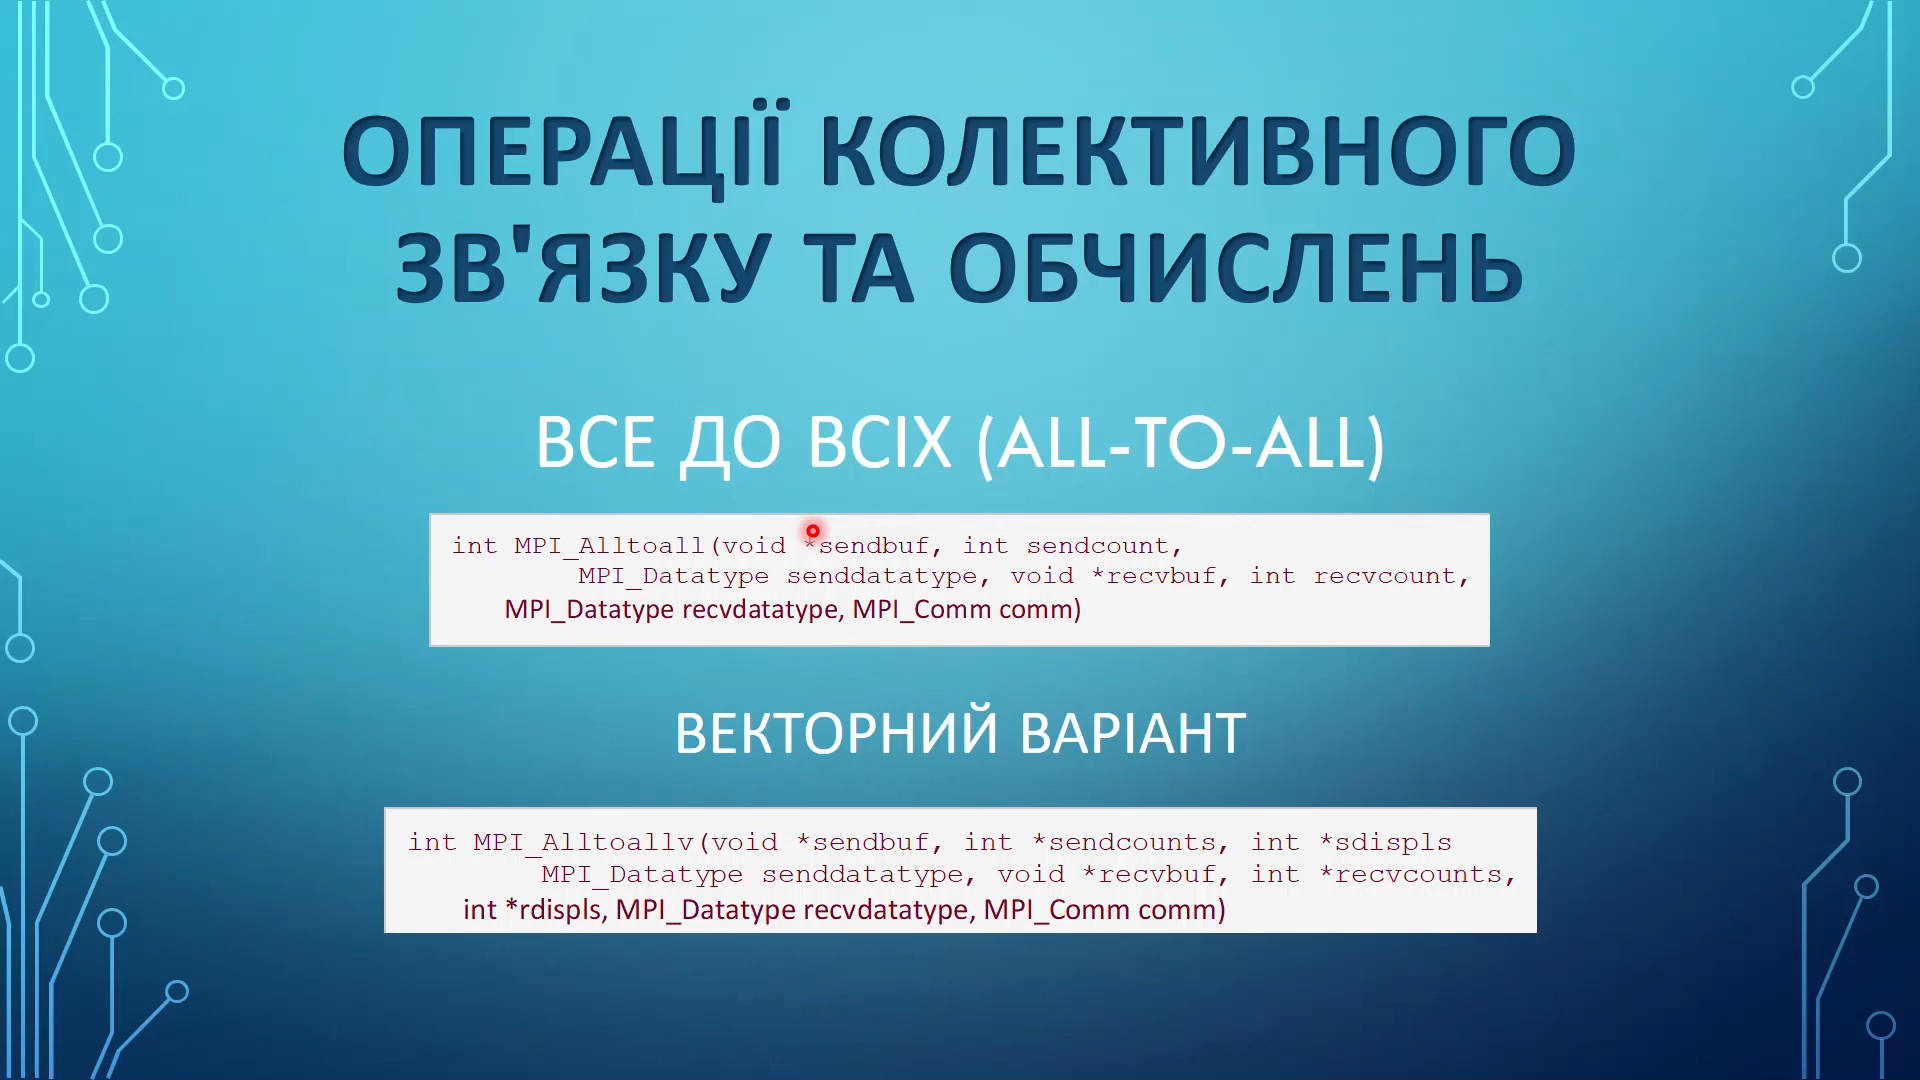 ОПЕРАЦІЇ КОЛЕКТИВНОГО
ЗВ'ЯЗКУ ТА ОБЧИСЛЕНЬ
ВСЕ ДО ВСІХ (ALL-TO-ALL)
int MPI_Alltoall(void *sendbuf, int sendcount,
MPI_Datatype senddatatype, void *recvbuf, int recvcount,
MPI_Datatype recvdatatype, MPI_Comm comm)
ВЕКТОРНИЙ ВАРІАНТ
int MPI_Alltoallv(void *sendbuf, int *sendcounts, int *sdispls
MPI_Datatype senddatatype, void *recvbuf, int *recvcounts,
int *rdispls, MPI_Datatype recvdatatype, MPI_Comm comm)